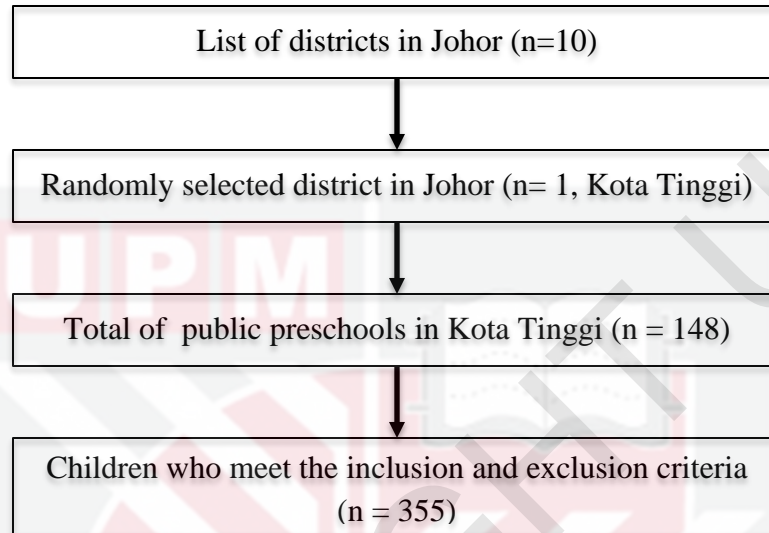 List of districts in Johor (n=10)
Randomly selected district in Johor (n= 1, Kota Tinggi)
UPM
Total of public preschools in Kota Tinggi (n = 148)
Children who meet the inclusion and exclusion criteria
(n = 355)